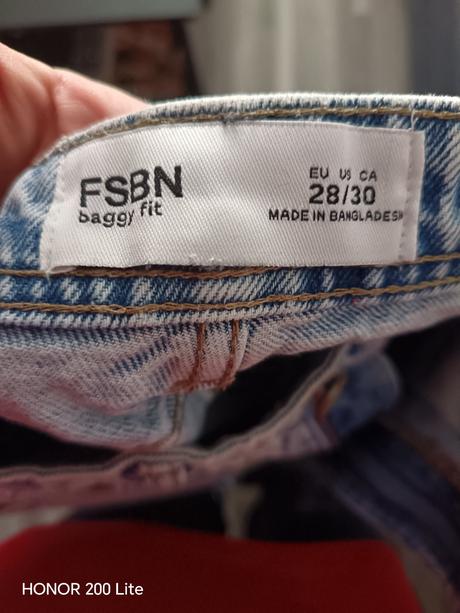 FSBN
baggy fit
EU US CA
28/30
MADE IN BANGLADESH
HONOR 200 Lite